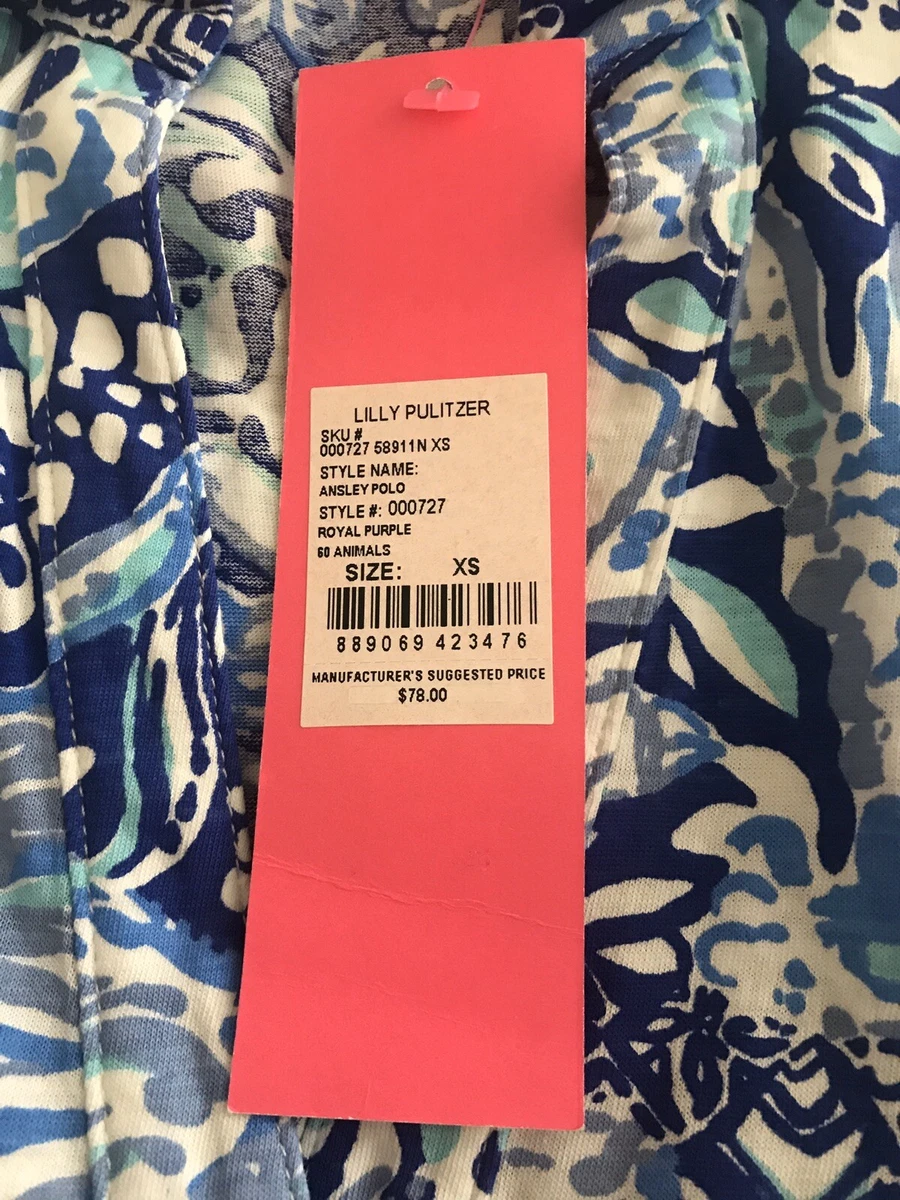 LILLY PULITZER
SKU #
000727 58911N XS
STYLE NAME:
ANSLEY POLO
STYLE #: 000727
ROYAL PURPLE
60 ANIMALS
SIZE: XS
889069 423476
MANUFACTURER'S SUGGESTED PRICE
$78.00